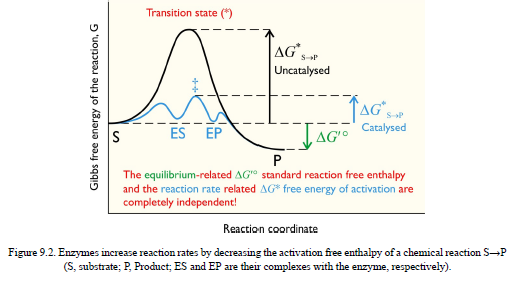 Transition state (*)
Gibbs free energy of the reaction, G
ΔG* S→P
Uncatalysed
‡
ΔG* S→P
Catalysed
S
ES
EP
ΔG'°
P
The equilibrium-related ΔG'° standard reaction free enthalpy
and the reaction rate related ΔG* free energy of activation are
completely independent!
Reaction coordinate
Figure 9.2. Enzymes increase reaction rates by decreasing the activation free enthalpy of a chemical reaction S→P
(S, substrate; P, Product; ES and EP are their complexes with the enzyme, respectively).